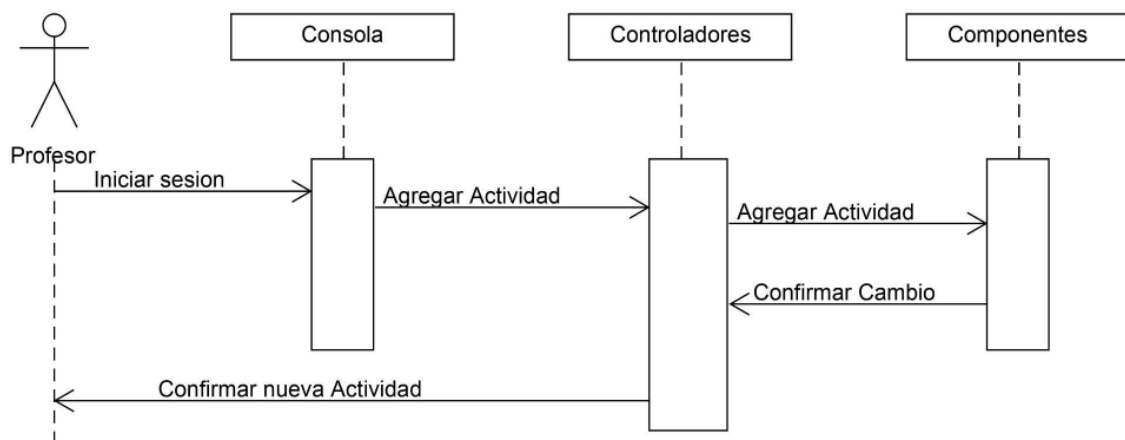 Consola
Controladores
Componentes
Profesor
Iniciar sesion
Agregar Actividad
Agregar Actividad
Confirmar Cambio
Confirmar nueva Actividad